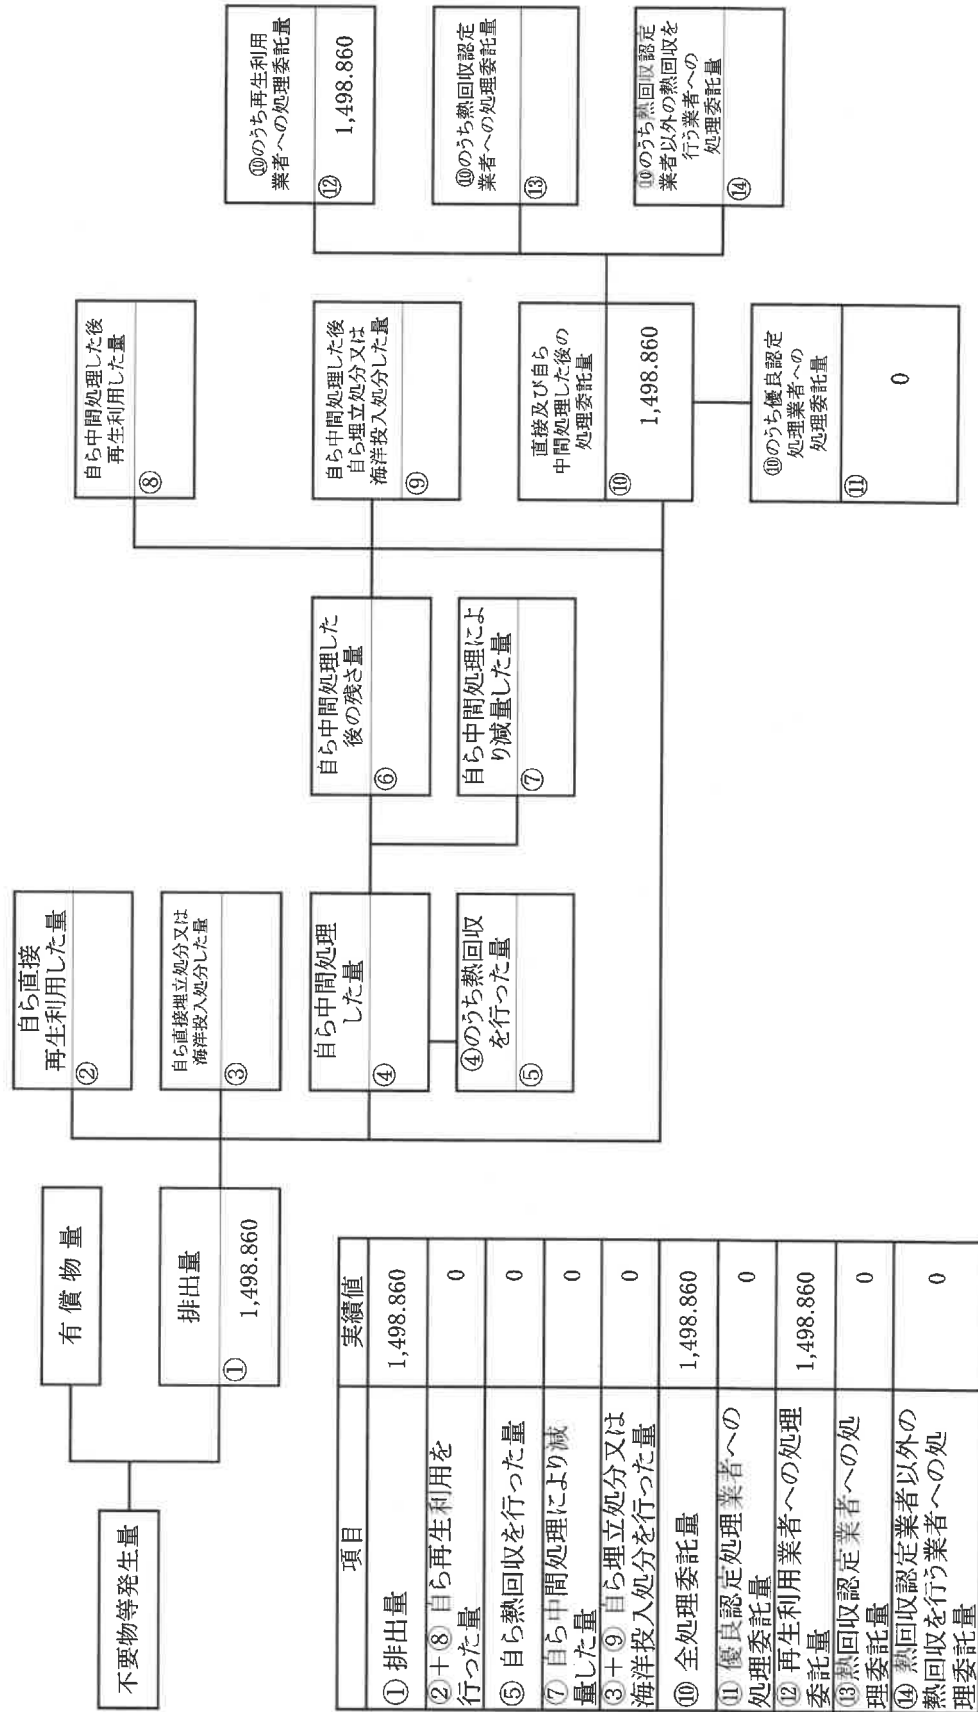 不要物等発生量
有償物量
排出量
①
1,498.860
自ら直接
再生利用した量
②
自ら直接埋立処分又は
海洋投入処分した量
③
自ら中間処理
した量
④
④のうち熱回収
を行った量
⑤
自ら中間処理した
後の残さ量
⑥
自ら中間処理によ
り減量した量
⑦
自ら中間処理した後
再生利用した量
⑧
自ら中間処理した後
自ら埋立処分又は
海洋投入処分した量
⑨
直接及び自ら
中間処理した後の
処理委託量
⑩
1,498.860
⑩のうち優良認定
処理業者への
処理委託量
⑪
0
⑩のうち再生利用
業者への処理委託量
⑫
1,498.860
⑩のうち熱回収認定
業者への処理委託量
⑬
⑩のうち熱回収認定
業者以外の熱回収を
行う業者への
処理委託量
⑭
項目 実績値
①排出量 1,498.860
②+⑧ 自ら再生利用を
行った量 0
⑤ 自ら熱回収を行った量 0
⑦ 自ら中間処理により減
量した量 0
③+⑨ 自ら埋立処分又は
海洋投入処分を行った量 0
⑩ 全処理委託量 1,498.860
⑪ 優良認定処理業者への
処理委託量 0
⑫ 再生利用業者への処理
委託量 1,498.860
⑬熱回収認定業者への処
理委託量 0
⑭ 熱回収認定業者以外の
熱回収を行う業者への処
理委託量 0